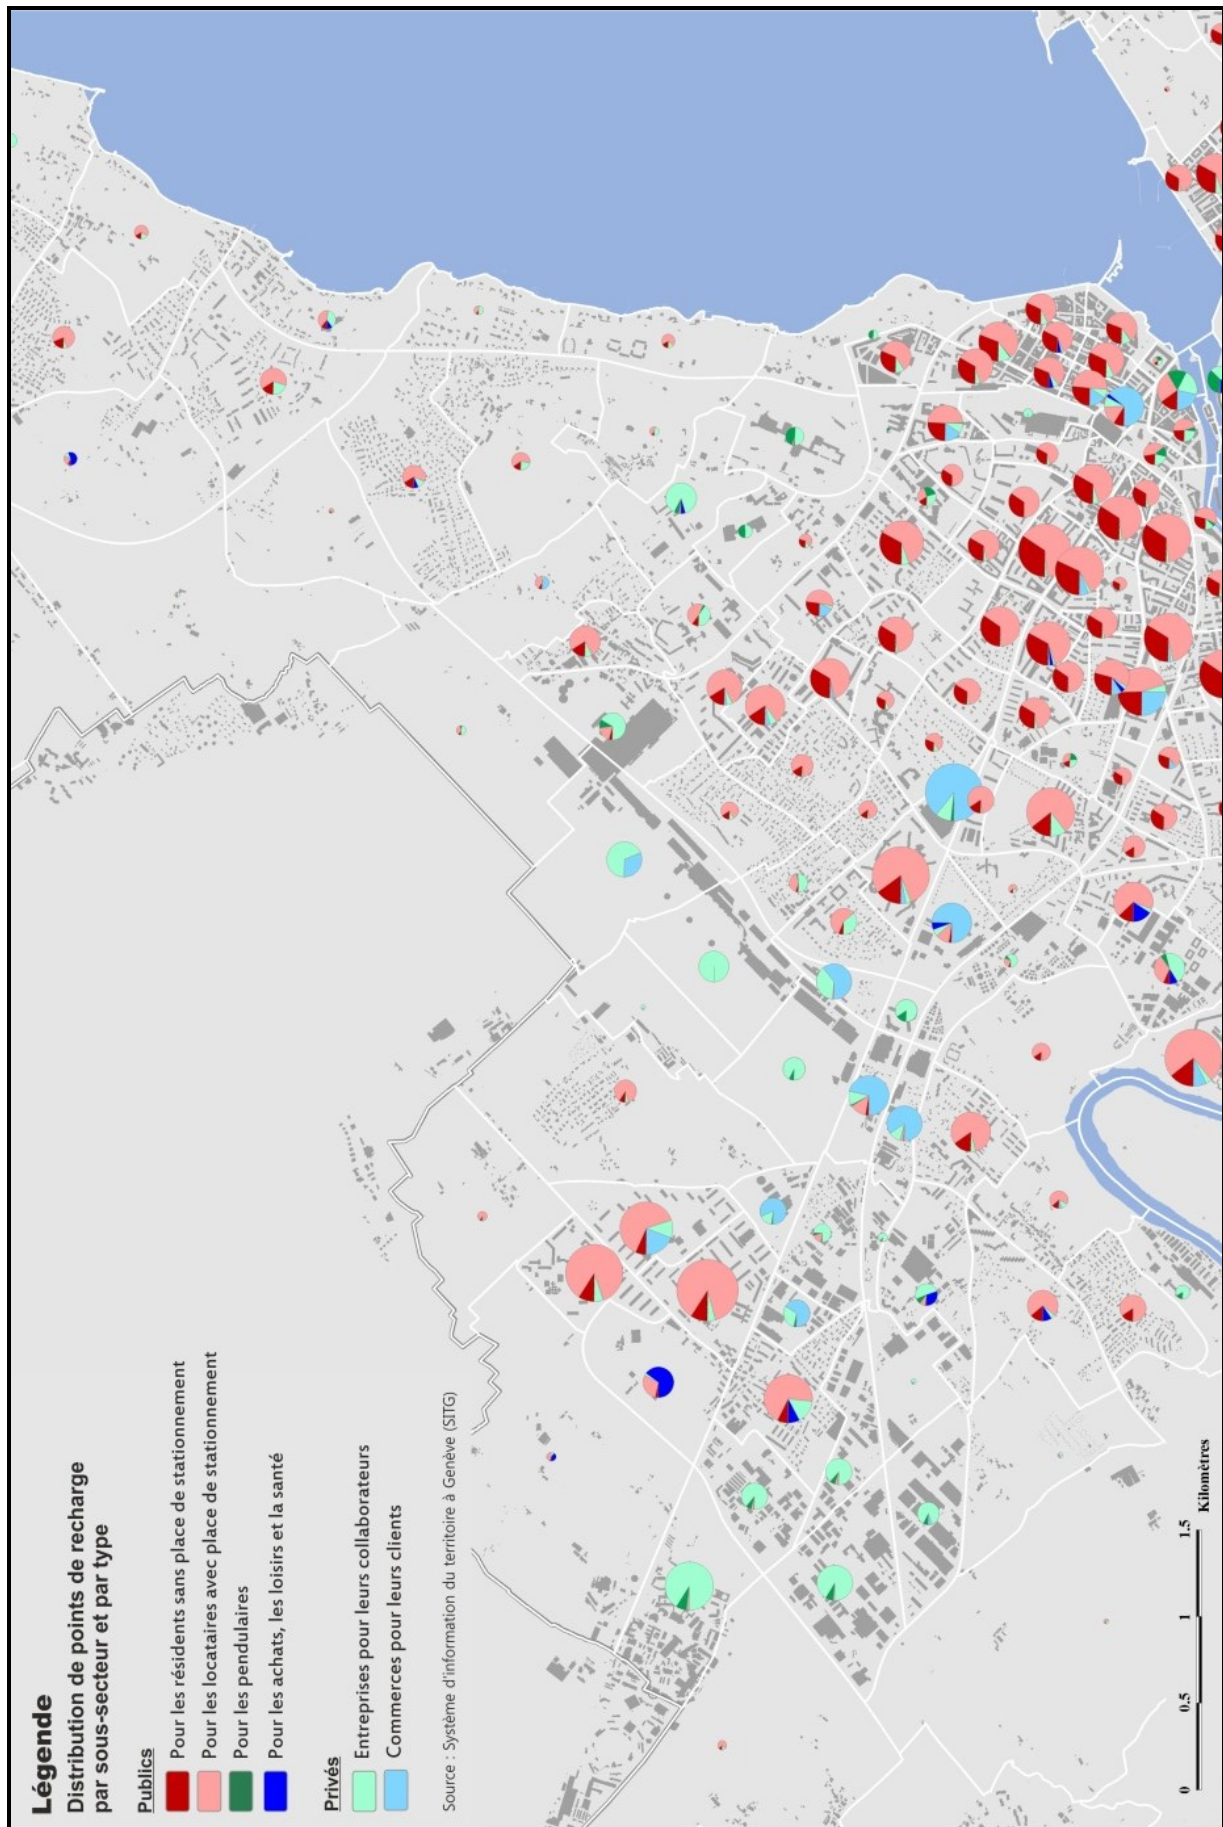 Légende
Distribution de points de recharge
par sous-secteur et par type
Publics
Pour les résidents sans place de stationnement
Pour les locataires avec place de stationnement
Pour les pendulaires
Pour les achats, les loisirs et la santé
Privés
Entreprises pour leurs collaborateurs
Commerces pour leurs clients
Source : Système d'information du territoire à Genève (SITG)
0 0.5 1 1.5
Kilomètres